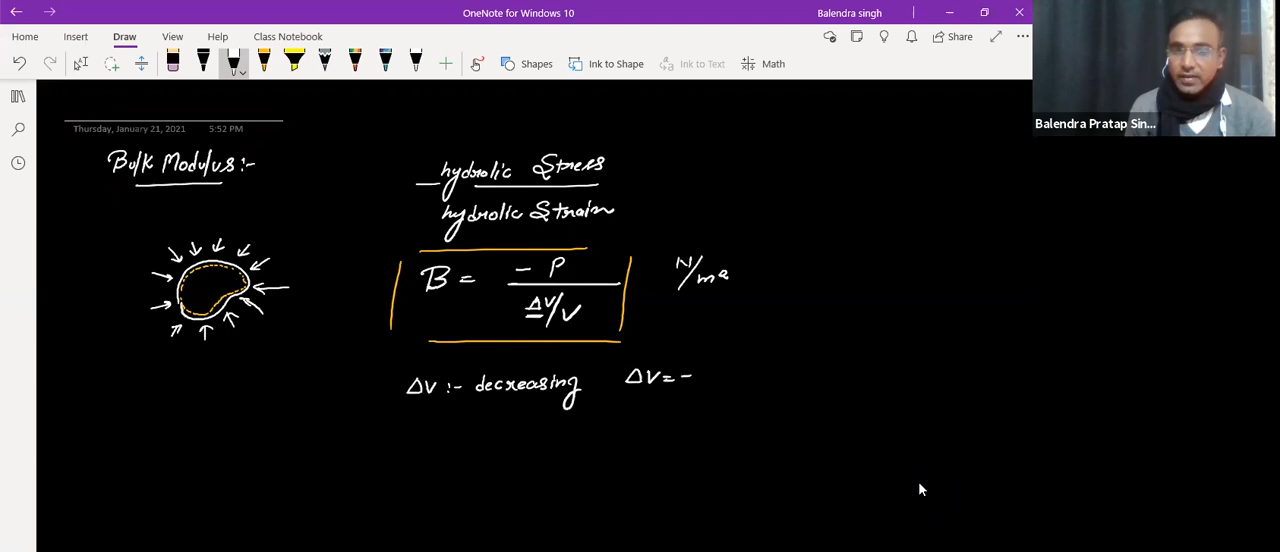 OneNote for Windows 10
Balendra singh
Home Insert Draw View Help Class Notebook
Share
Shapes
Ink to Shape
Ink to Text
Math
Balendra Pratap Sin...
Thursday, January 21, 2021 5:52 PM
Bulk Modulus :-
hydrolic Stress
hydrolic Strain
B = - P
ΔV/V
N/m2
ΔV :- decreasing ΔV = -